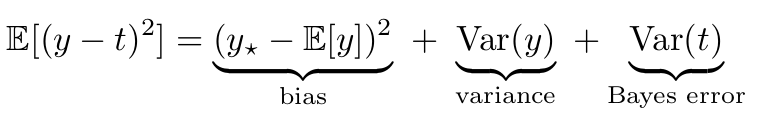 𝔼[(y − t)²] = (y⋆ − 𝔼[y])² + Var(y) + Var(t)
bias variance Bayes error